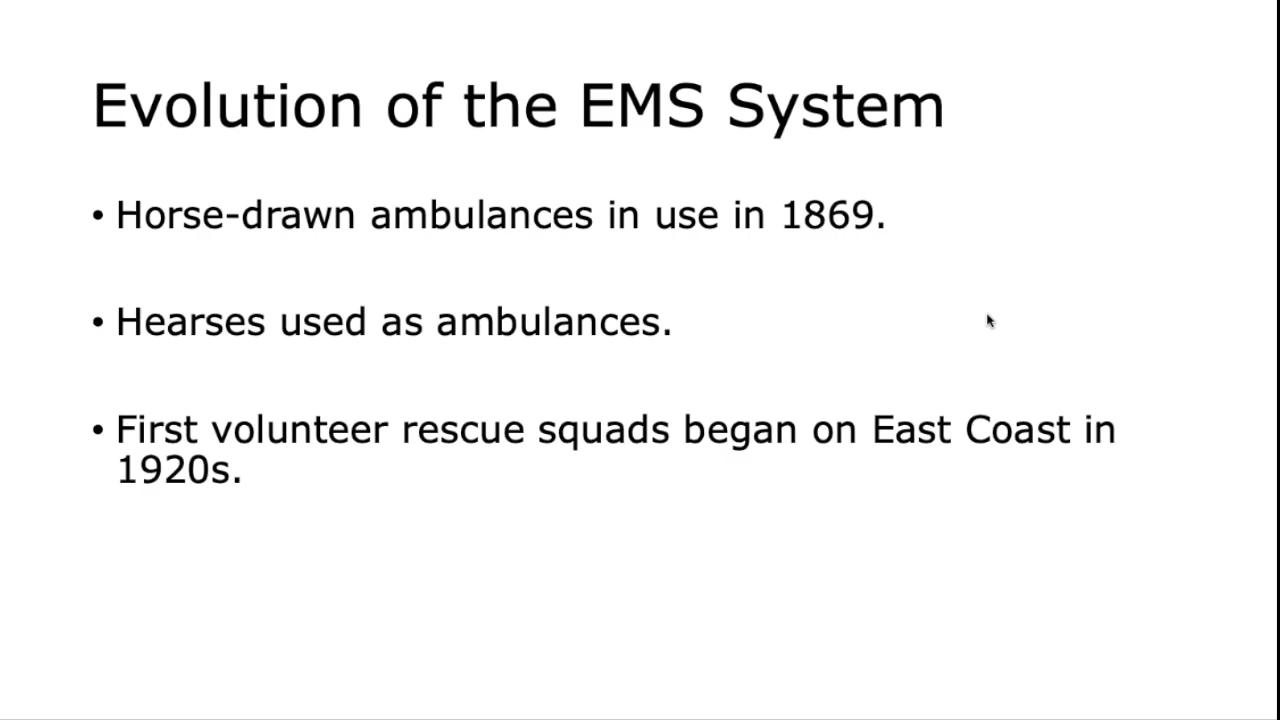 Evolution of the EMS System
• Horse-drawn ambulances in use in 1869.
• Hearses used as ambulances.
• First volunteer rescue squads began on East Coast in
1920s.